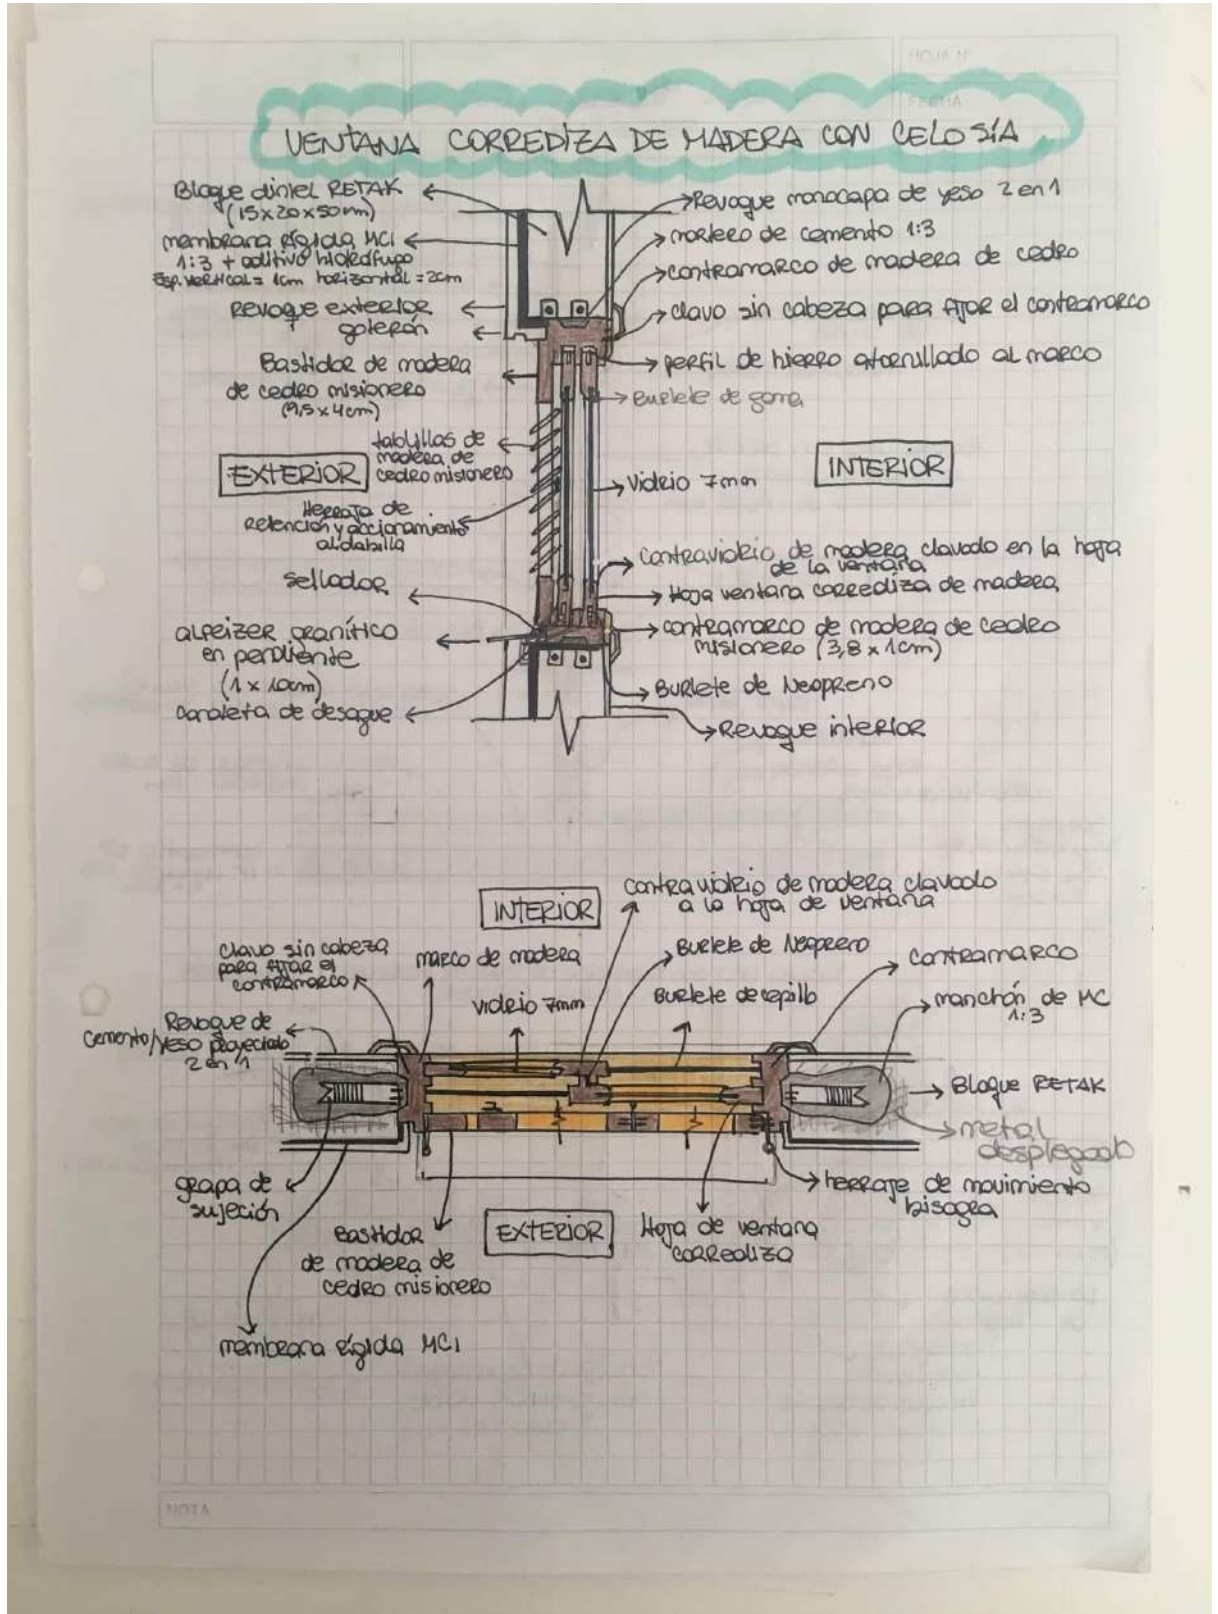 HOJA N°
FECHA
VENTANA CORREDIZA DE MADERA CON CELOSÍA
Bloque dintel RETAK
(15x20x50cm)
membrana rígida MCI
1:3 + aditivo hidrófugo
Esp. vertical = 1cm horizontal = 2cm
Revoque exterior
goterón
Bastidor de madera
de cedro misionero
(9,5 x 4cm)
tablillas de
madera de
cedro misionero
EXTERIOR
Herraje de
retención y accionamiento
aldabilla
sellador
alfeizer granítico
en pendiente
(1 x 10cm)
canaleta de desague
Revoque monocapa de yeso 2 en 1
mortero de cemento 1:3
contramarco de madera de cedro
clavo sin cabeza para fijar el contramarco
perfil de hierro atornillado al marco
Burlete de goma
INTERIOR
Vidrio 7mm
Contravidrio de madera clavado en la hoja
de la ventana
Hoja ventana corrediza de madera
contramarco de madera de cedro
misionero (3,8 x 1cm)
Burlete de Neopreno
Revoque interior
INTERIOR
contravidrio de madera clavado
a la hoja de ventana
Clavo sin cabeza
para fijar el
contramarco
marco de madera
Burlete de Neopreno
contramarco
vidrio 7mm
Burlete de cepillo
manchón de MC
1:3
Revoque de
cemento/yeso proyectado
2 en 1
Bloque RETAK
metal
desplegado
grapa de
sujeción
herraje de movimiento
bisagra
Bastidor
de madera de
cedro misionero
EXTERIOR
Hoja de ventana
corrediza
membrana rígida MCI
NOTA